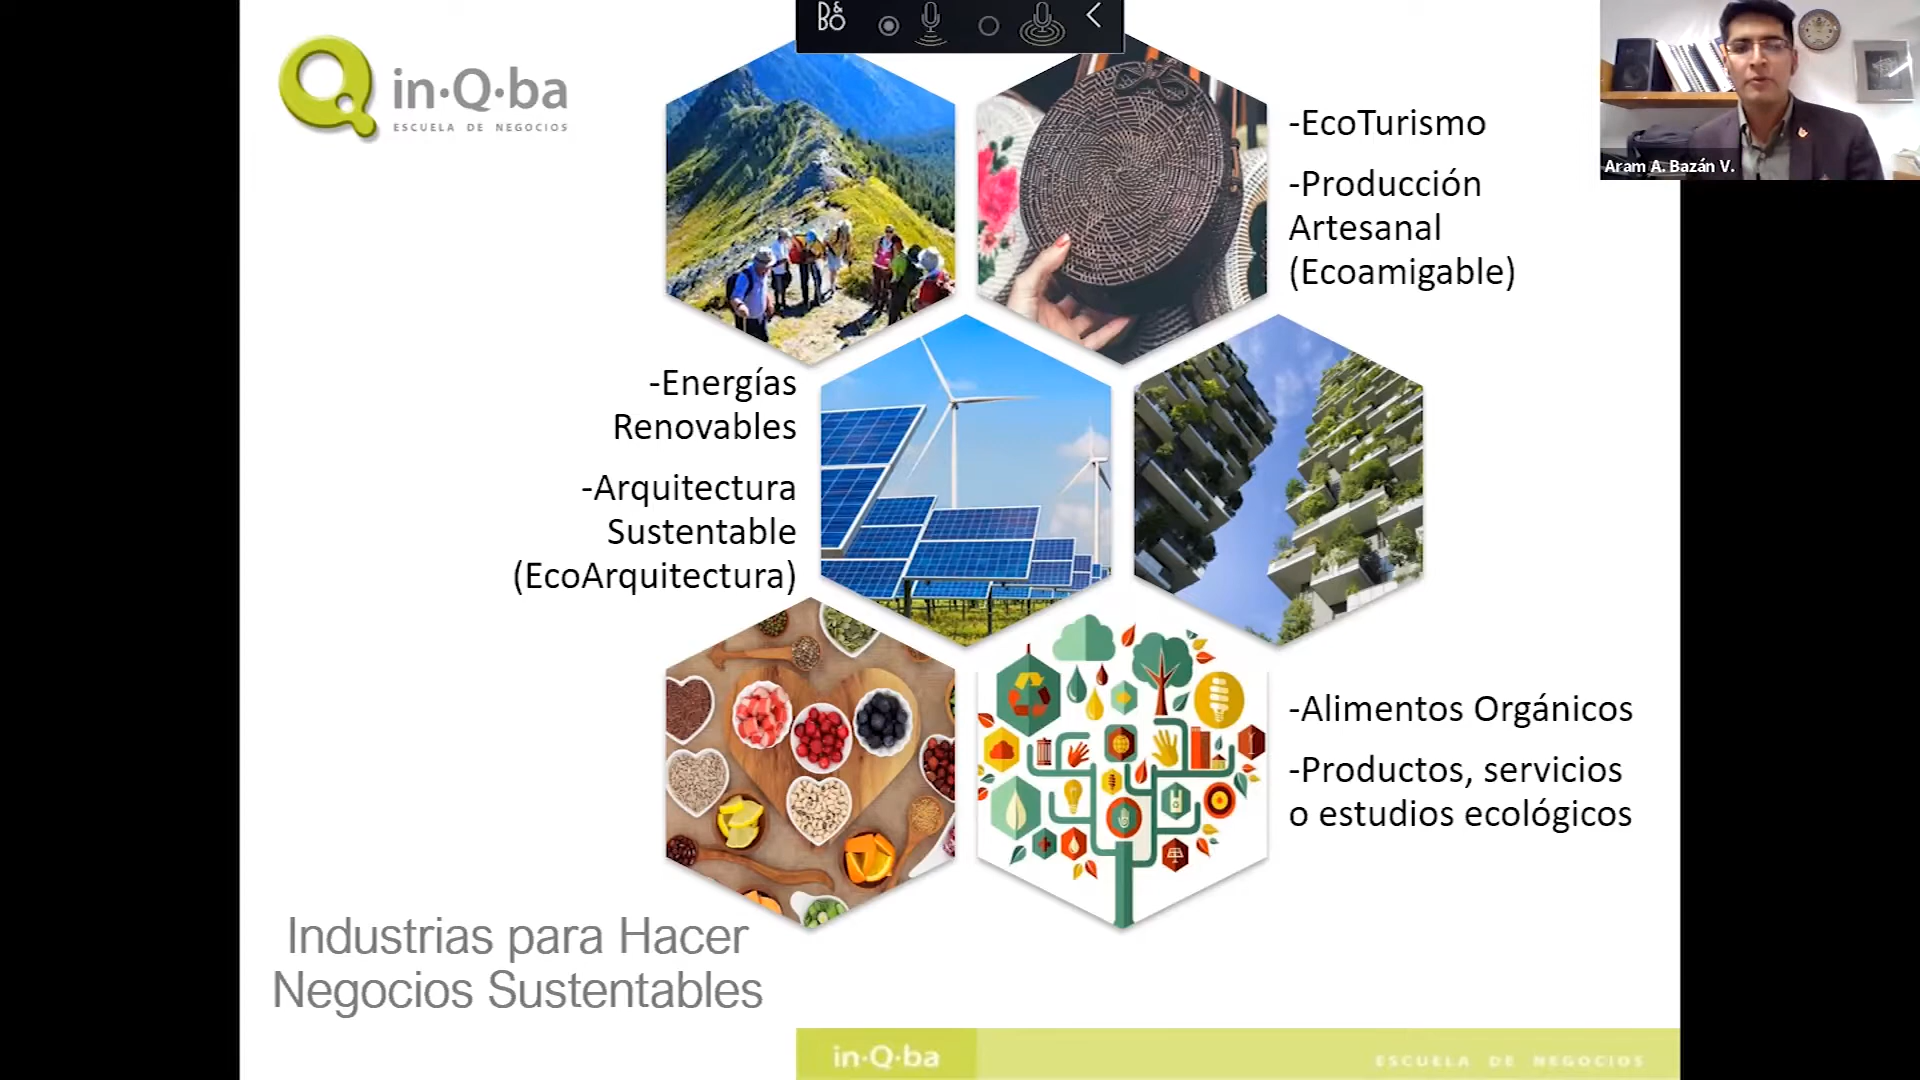 B&O
in·Q·ba
ESCUELA DE NEGOCIOS
-EcoTurismo
-Producción
Artesanal
(Ecoamigable)
Aram A. Bazán V.
-Energías
Renovables
-Arquitectura
Sustentable
(EcoArquitectura)
-Alimentos Orgánicos
-Productos, servicios
o estudios ecológicos
Industrias para Hacer
Negocios Sustentables
in·Q·ba
ESCUELA DE NEGOCIOS